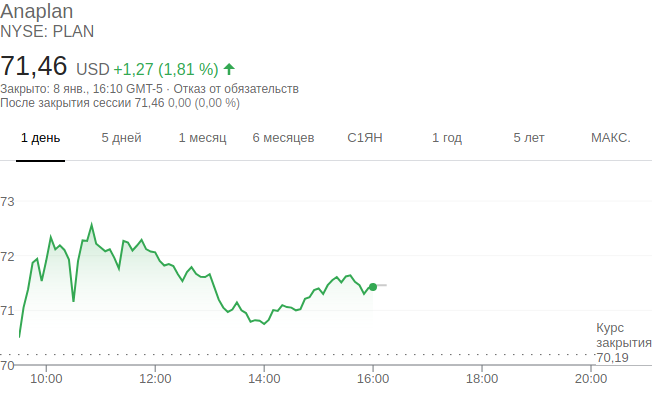 Anaplan
NYSE: PLAN
71,46 USD +1,27 (1,81 %)
Закрыто: 8 янв., 16:10 GMT-5 · Отказ от обязательств
После закрытия сессии 71,46 0,00 (0,00 %)
1 день 5 дней 1 месяц 6 месяцев С1ЯН 1 год 5 лет МАКС.
73
72
71
Курс
закрытия
70,19
70
10:00 12:00 14:00 16:00 18:00 20:00